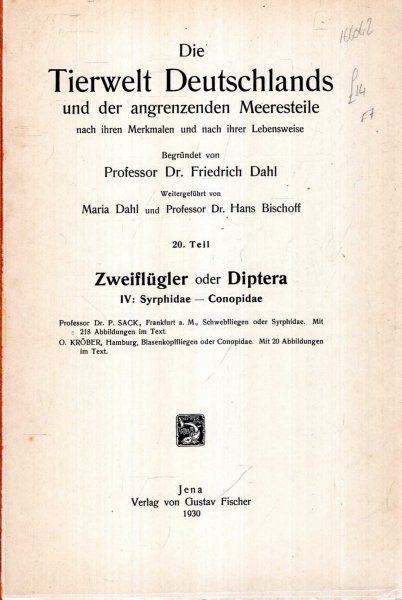 Die
Tierwelt Deutschlands
und der angrenzenden Meeresteile
nach ihren Merkmalen und nach ihrer Lebensweise
Begründet von
Professor Dr. Friedrich Dahl
Weitergeführt von
Maria Dahl und Professor Dr. Hans Bischoff
20. Teil
Zweiflügler oder Diptera
IV: Syrphidae — Conopidae
Professor Dr. P. SACK, Frankfurt a. M., Schwebfliegen oder Syrphidae. Mit
218 Abbildungen im Text.
O. KRÖBER, Hamburg, Blasenkopffliegen oder Conopidae. Mit 20 Abbildungen
im Text.
Jena
Verlag von Gustav Fischer
1930
£14